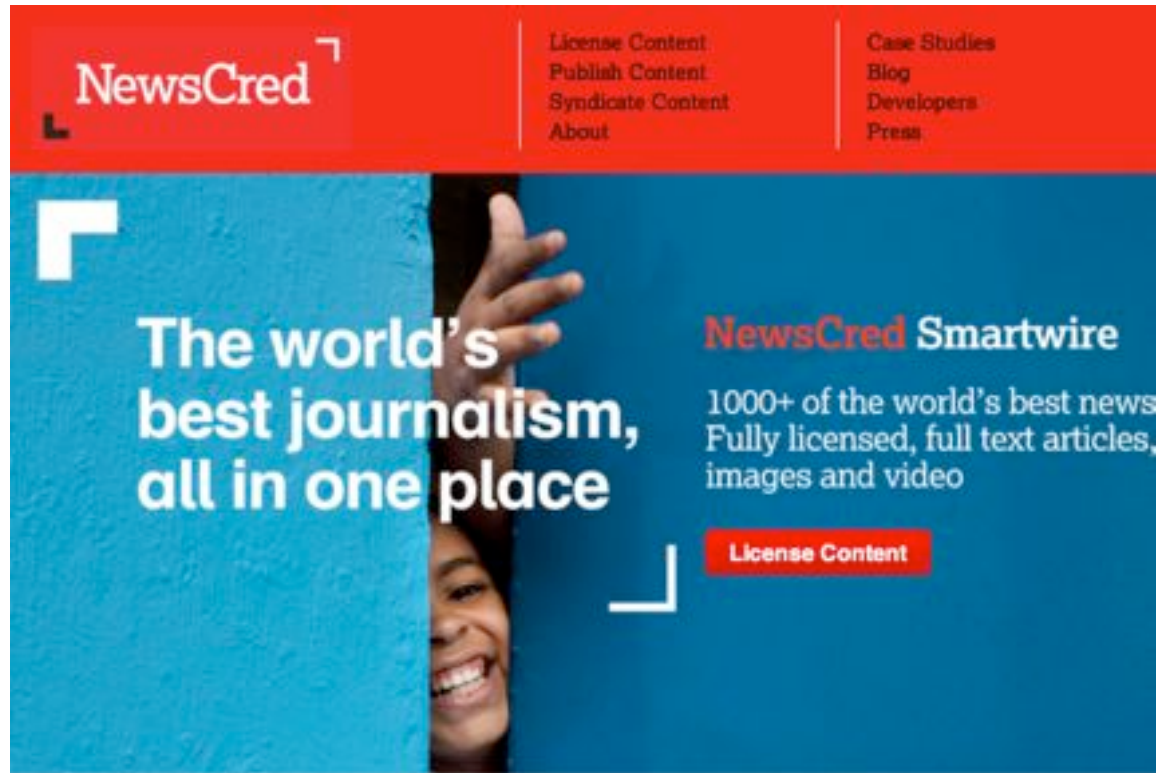 NewsCred
License Content
Publish Content
Syndicate Content
About
Case Studies
Blog
Developers
Press
The world's
best journalism,
all in one place
NewsCred Smartwire
1000+ of the world's best news
Fully licensed, full text articles,
images and video
License Content